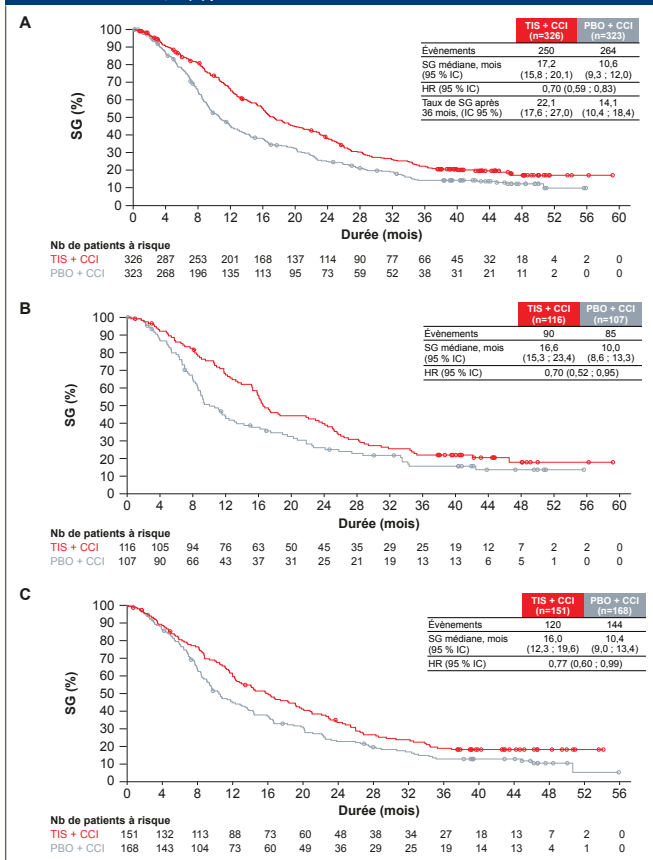 A
TIS + CCI PBO + CCI
(n=326) (n=323)
Évènements 250 264
SG médiane, mois 17,2 10,6
(95 % IC) (15,8 ; 20,1) (9,3 ; 12,0)
HR (95 % IC) 0,70 (0,59 ; 0,83)
Taux de SG après 22,1 14,1
36 mois, (IC 95 %) (17,6 ; 27,0) (10,4 ; 18,4)
SG (%)
100
90
80
70
60
50
40
30
20
10
0
0 4 8 12 16 20 24 28 32 36 40 44 48 52 56 60
Durée (mois)
Nb de patients à risque
TIS + CCI 326 287 253 201 168 137 114 90 77 66 45 32 18 4 2 0
PBO + CCI 323 268 196 135 113 95 73 59 52 38 31 21 11 2 0 0
B
TIS + CCI PBO + CCI
(n=116) (n=107)
Évènements 90 85
SG médiane, mois 16,6 10,0
(95 % IC) (15,3 ; 23,4) (8,6 ; 13,3)
HR (95 % IC) 0,70 (0,52 ; 0,95)
SG (%)
100
90
80
70
60
50
40
30
20
10
0
0 4 8 12 16 20 24 28 32 36 40 44 48 52 56 60
Durée (mois)
Nb de patients à risque
TIS + CCI 116 105 94 76 63 50 45 35 29 25 19 12 7 2 2 0
PBO + CCI 107 90 66 43 37 31 25 21 19 13 13 6 5 1 0 0
C
TIS + CCI PBO + CCI
(n=151) (n=168)
Évènements 120 144
SG médiane, mois 16,0 10,4
(95 % IC) (12,3 ; 19,6) (9,0 ; 13,4)
HR (95 % IC) 0,77 (0,60 ; 0,99)
SG (%)
100
90
80
70
60
50
40
30
20
10
0
0 4 8 12 16 20 24 28 32 36 40 44 48 52 56
Durée (mois)
Nb de patients à risque
TIS + CCI 151 132 113 88 73 60 48 38 34 27 18 13 7 2 0
PBO + CCI 168 143 104 73 60 49 36 29 25 19 14 13 4 1 0